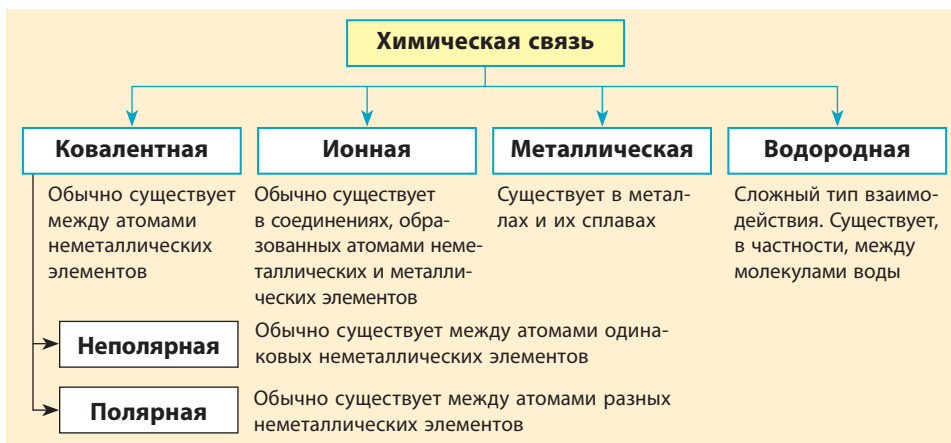 Химическая связь
Ковалентная
Обычно существует
между атомами
неметаллических
элементов
Ионная
Обычно существует
в соединениях, обра-
зованных атомами неме-
таллических и металли-
ческих элементов
Металлическая
Существует в метал-
лах и их сплавах
Водородная
Сложный тип взаимо-
действия. Существует,
в частности, между
молекулами воды
Неполярная
Обычно существует между атомами одина-
ковых неметаллических элементов
Полярная
Обычно существует между атомами разных
неметаллических элементов